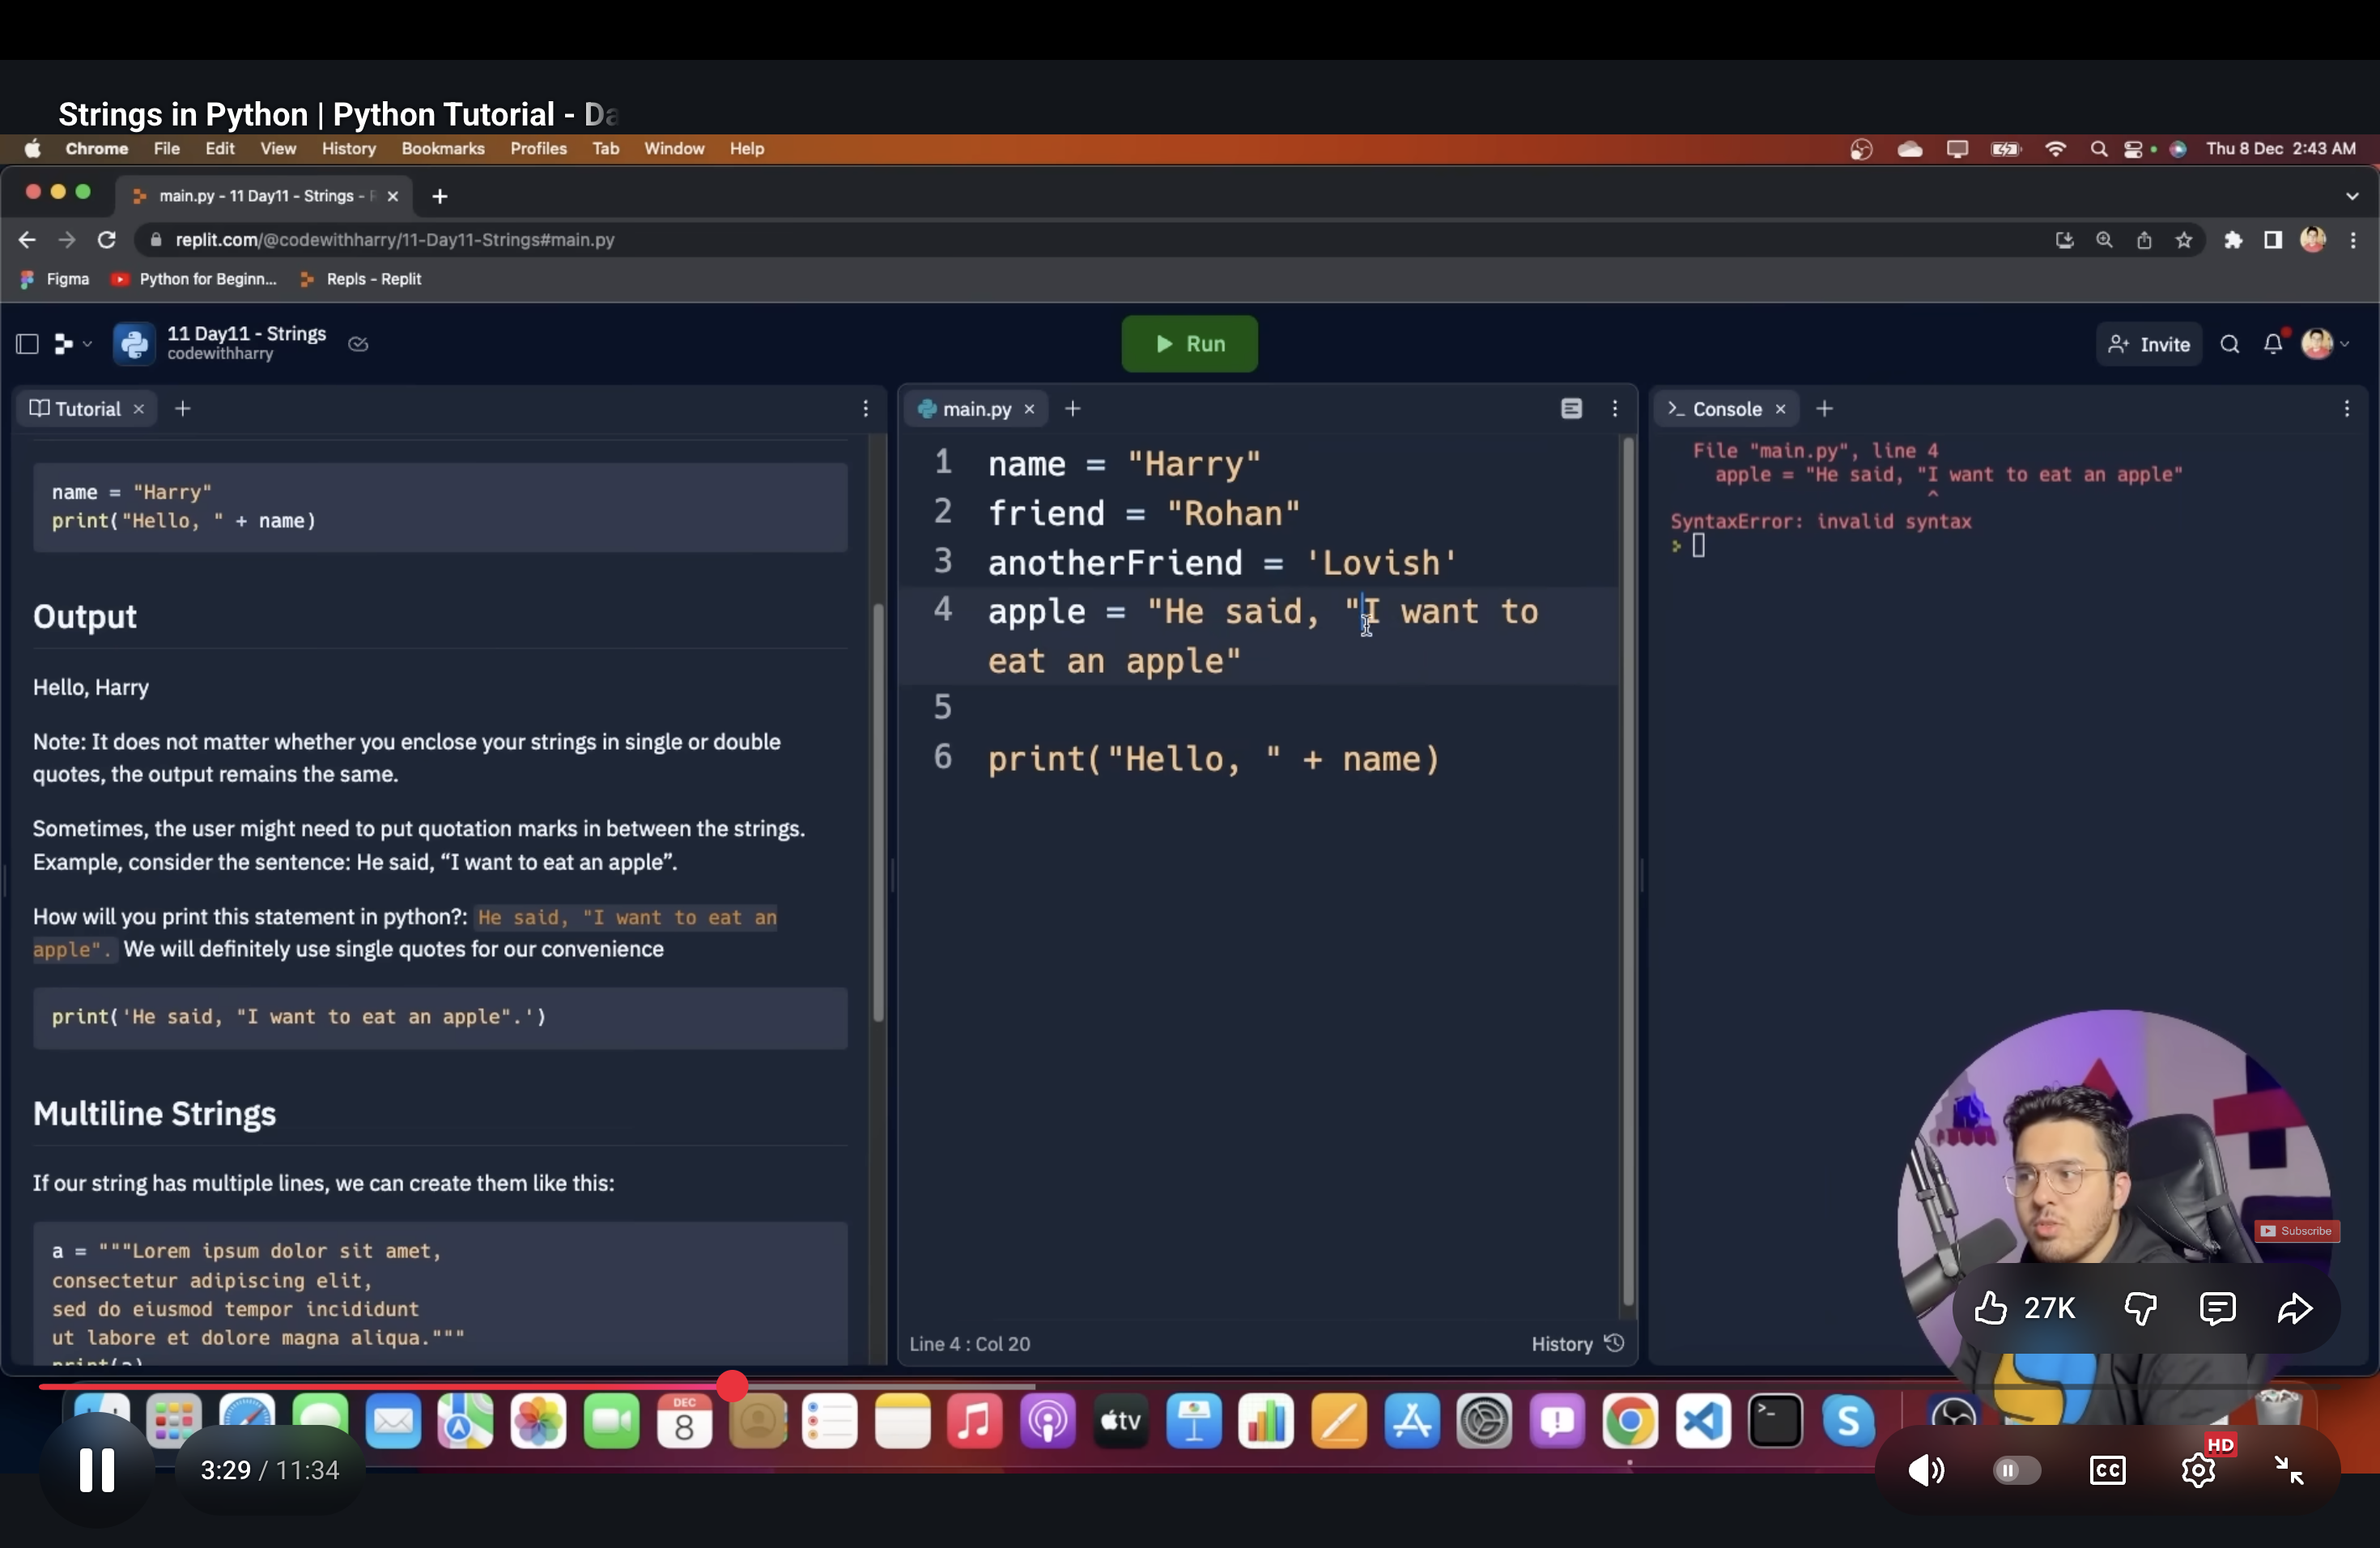 Strings in Python | Python Tutorial - Da
Chrome File Edit View History Bookmarks Profiles Tab Window Help Thu 8 Dec 2:43 AM
main.py - 11 Day11 - Strings -
replit.com/@codewithharry/11-Day11-Strings#main.py
Figma Python for Beginn... Repls - Replit
11 Day11 - Strings
codewithharry
Run
Invite
Tutorial
name = "Harry"
print("Hello, " + name)
Output
Hello, Harry
Note: It does not matter whether you enclose your strings in single or double
quotes, the output remains the same.
Sometimes, the user might need to put quotation marks in between the strings.
Example, consider the sentence: He said, “I want to eat an apple”.
How will you print this statement in python?: He said, "I want to eat an
apple". We will definitely use single quotes for our convenience
print('He said, "I want to eat an apple".')
Multiline Strings
If our string has multiple lines, we can create them like this:
a = """Lorem ipsum dolor sit amet,
consectetur adipiscing elit,
sed do eiusmod tempor incididunt
ut labore et dolore magna aliqua."""
print(a)
main.py
1 name = "Harry"
2 friend = "Rohan"
3 anotherFriend = 'Lovish'
4 apple = "He said, "I want to
eat an apple"
5
6 print("Hello, " + name)
Line 4 : Col 20 History
>_ Console
File "main.py", line 4
apple = "He said, "I want to eat an apple"
^
SyntaxError: invalid syntax
>
Subscribe
27K
DEC
8
tv
>_
S
3:29 / 11:34
CC
HD